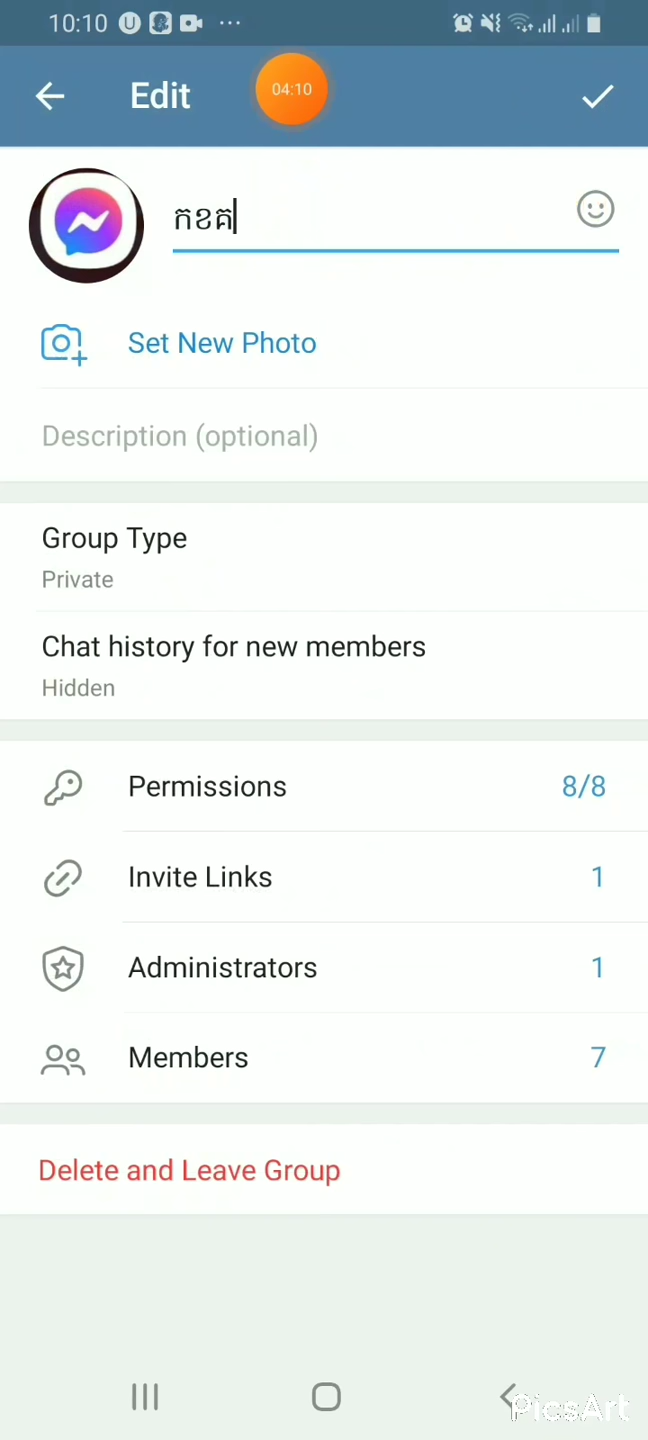 10:10
Edit
04:10
កខគ
Set New Photo
Description (optional)
Group Type
Private
Chat history for new members
Hidden
Permissions 8/8
Invite Links 1
Administrators 1
Members 7
Delete and Leave Group
PicsArt